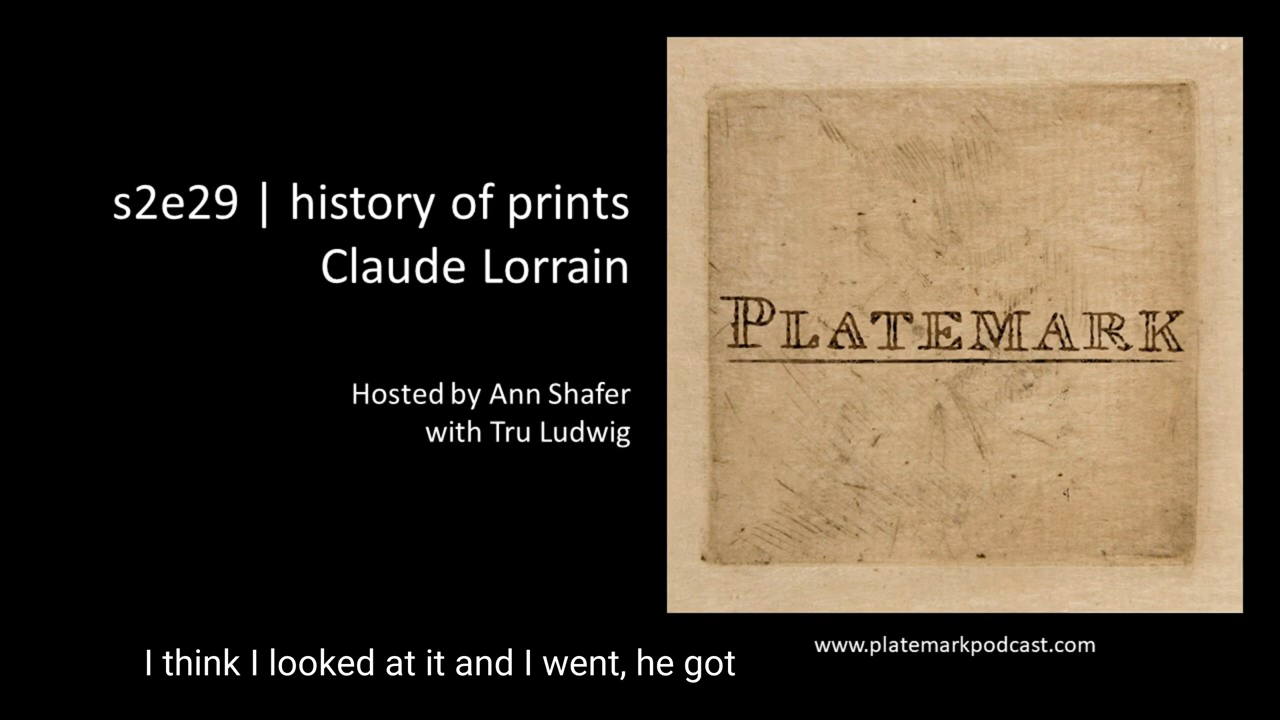 s2e29 | history of prints
Claude Lorrain
Hosted by Ann Shafer
with Tru Ludwig
PLATEMARK
www.platemarkpodcast.com
I think I looked at it and I went, he got